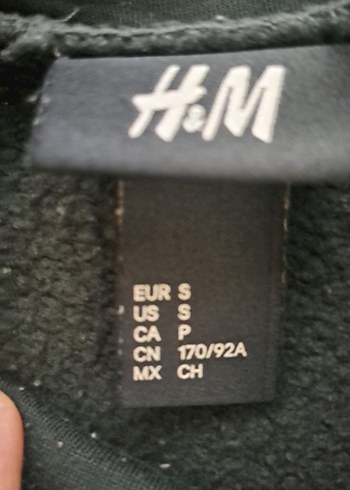 H&M
EUR S
US S
CA P
CN 170/92A
MX CH